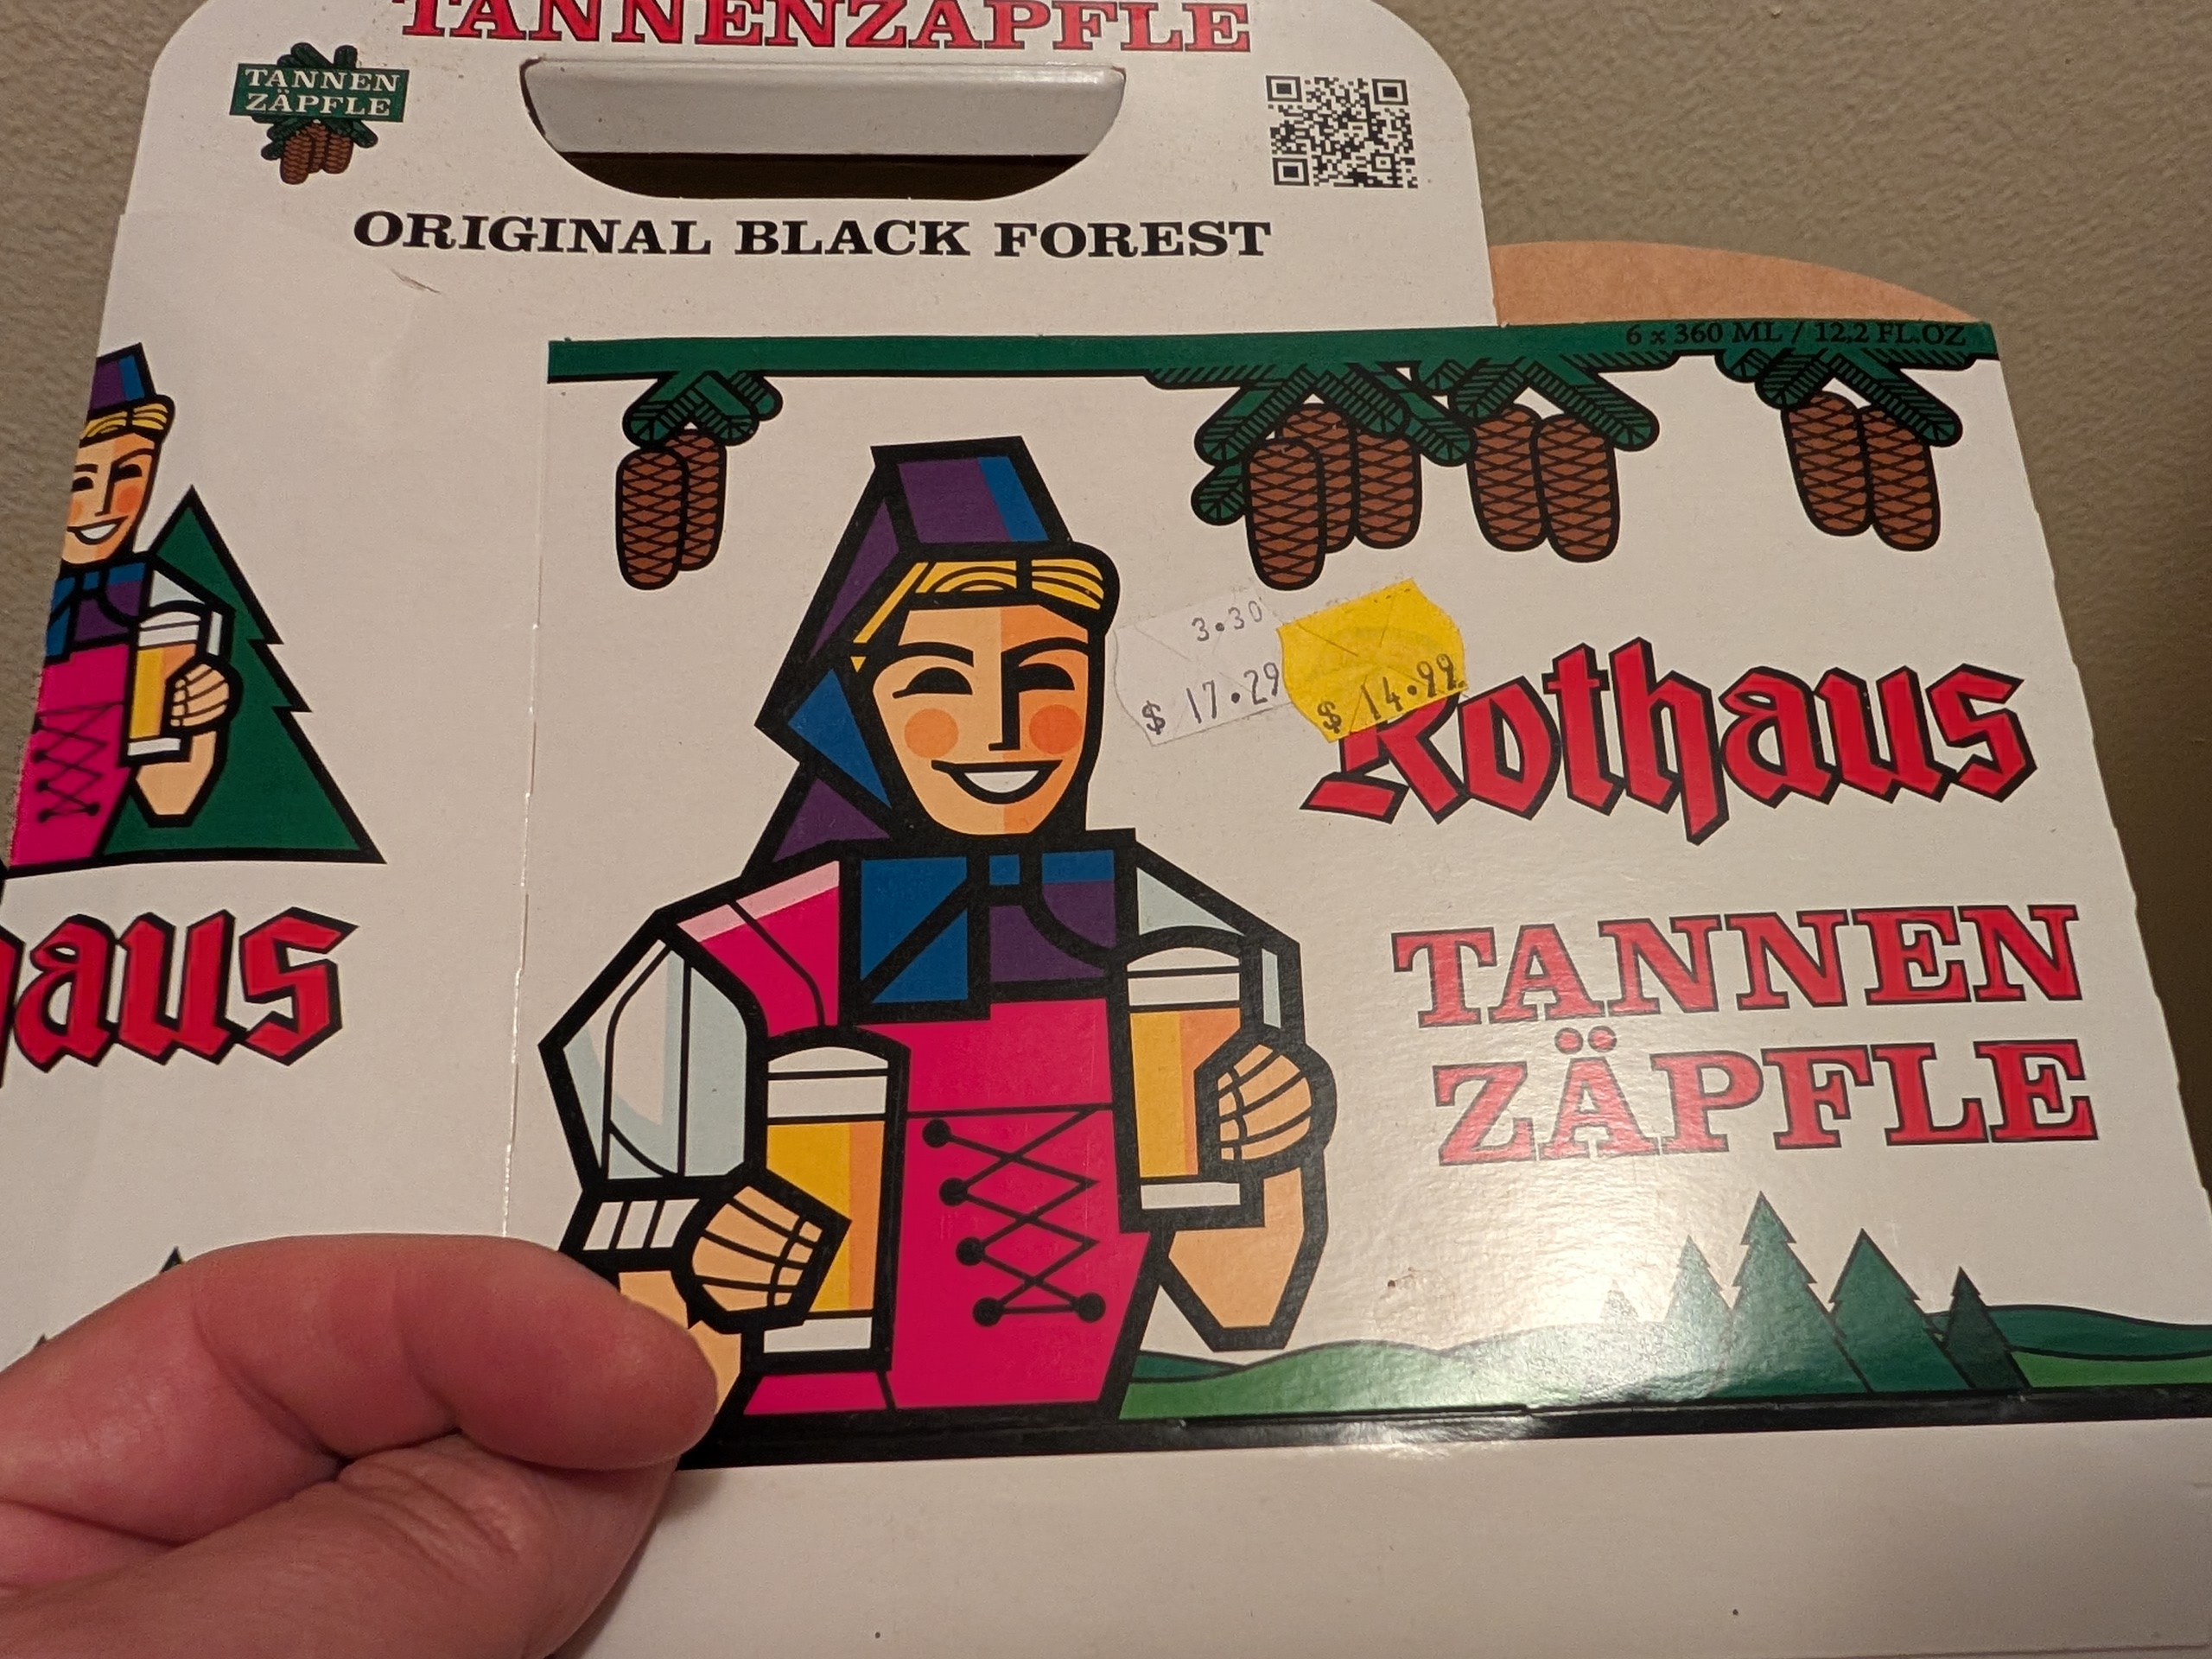 TANNENZÄPFLE
TANNEN
ZÄPFLE
ORIGINAL BLACK FOREST
6 x 360 ML / 12,2 FL.OZ
3.30
$ 17.29
$ 14.99
Rothaus
TANNEN
ZÄPFLE
haus